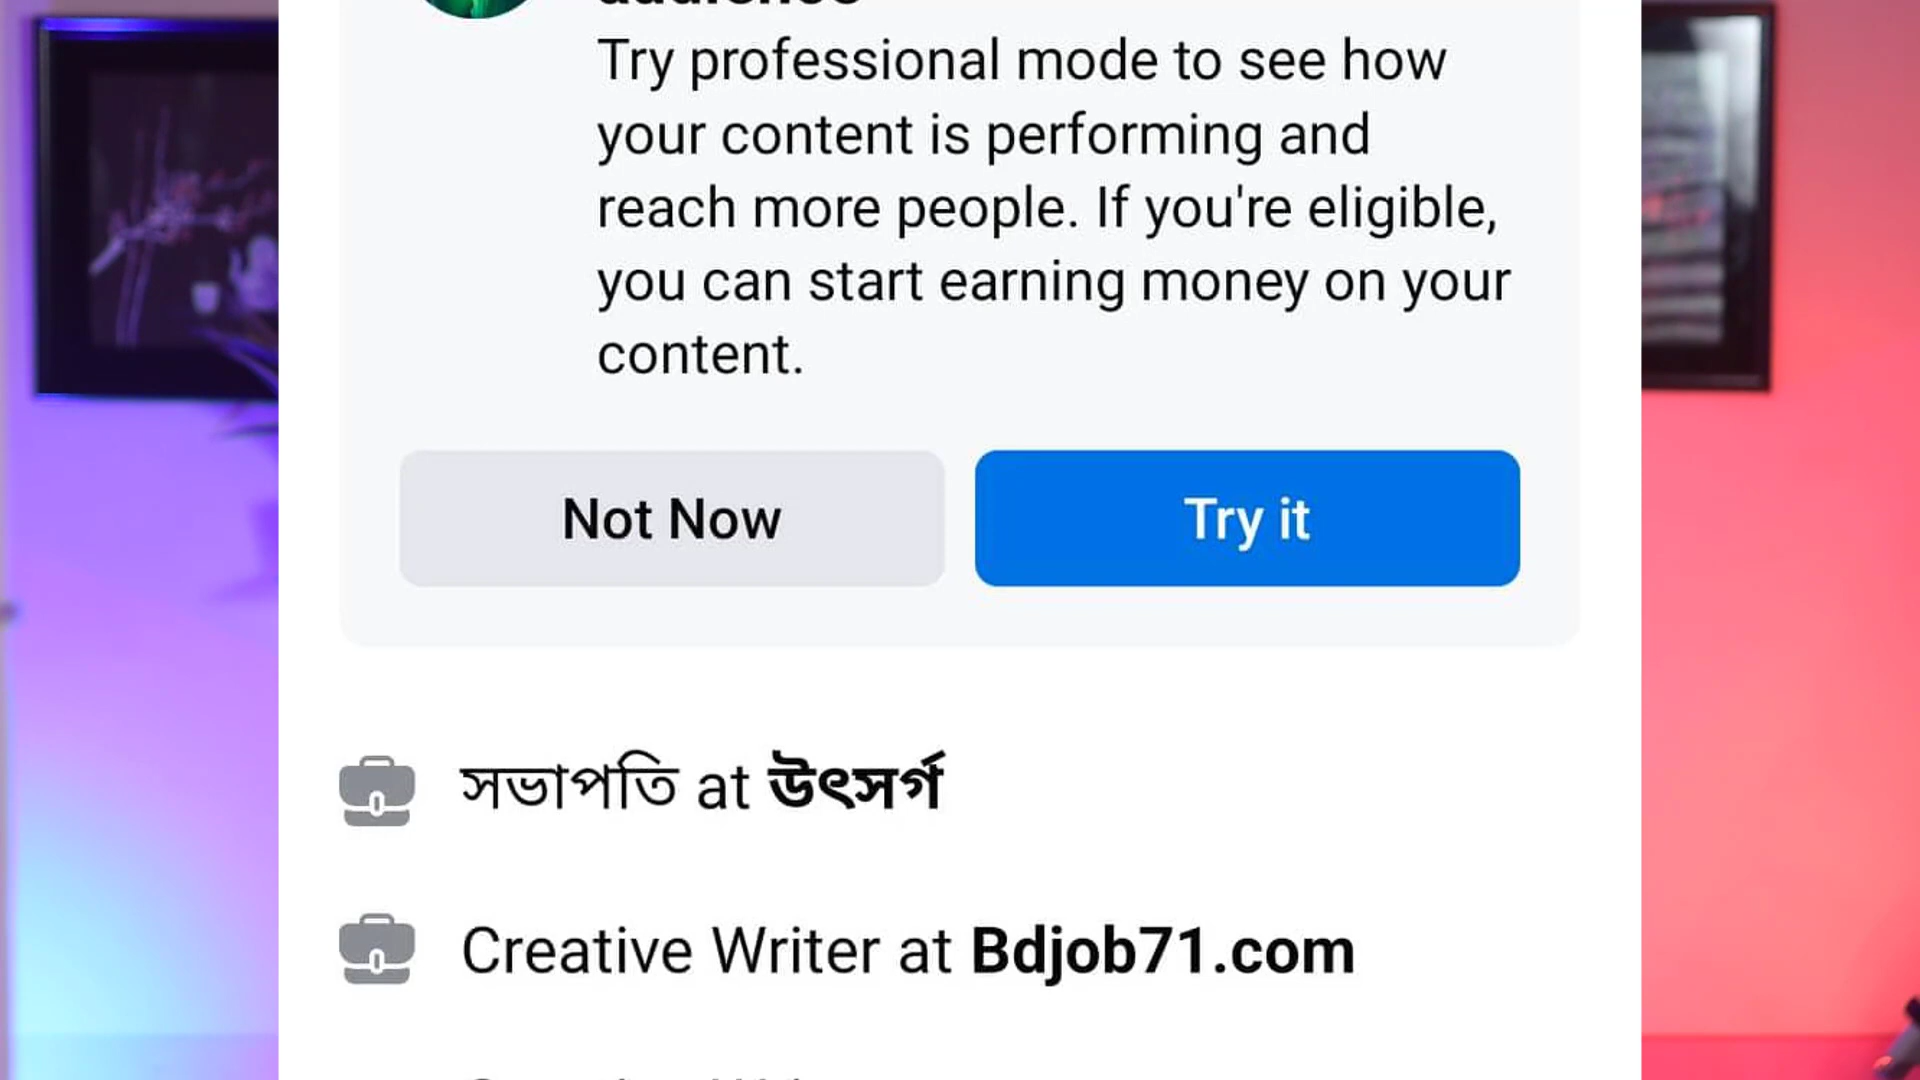 Try professional mode to see how
your content is performing and
reach more people. If you're eligible,
you can start earning money on your
content.
Not Now
Try it
সভাপতি at উৎসর্গ
Creative Writer at Bdjob71.com